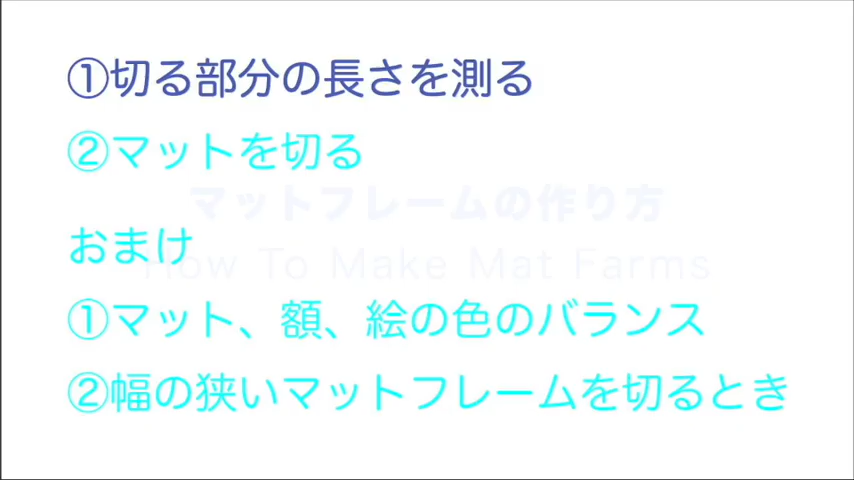 ①切る部分の長さを測る
②マットを切る
マットフレームの作り方
おまけ
How To Make Mat Farms
①マット、額、絵の色のバランス
②幅の狭いマットフレームを切るとき